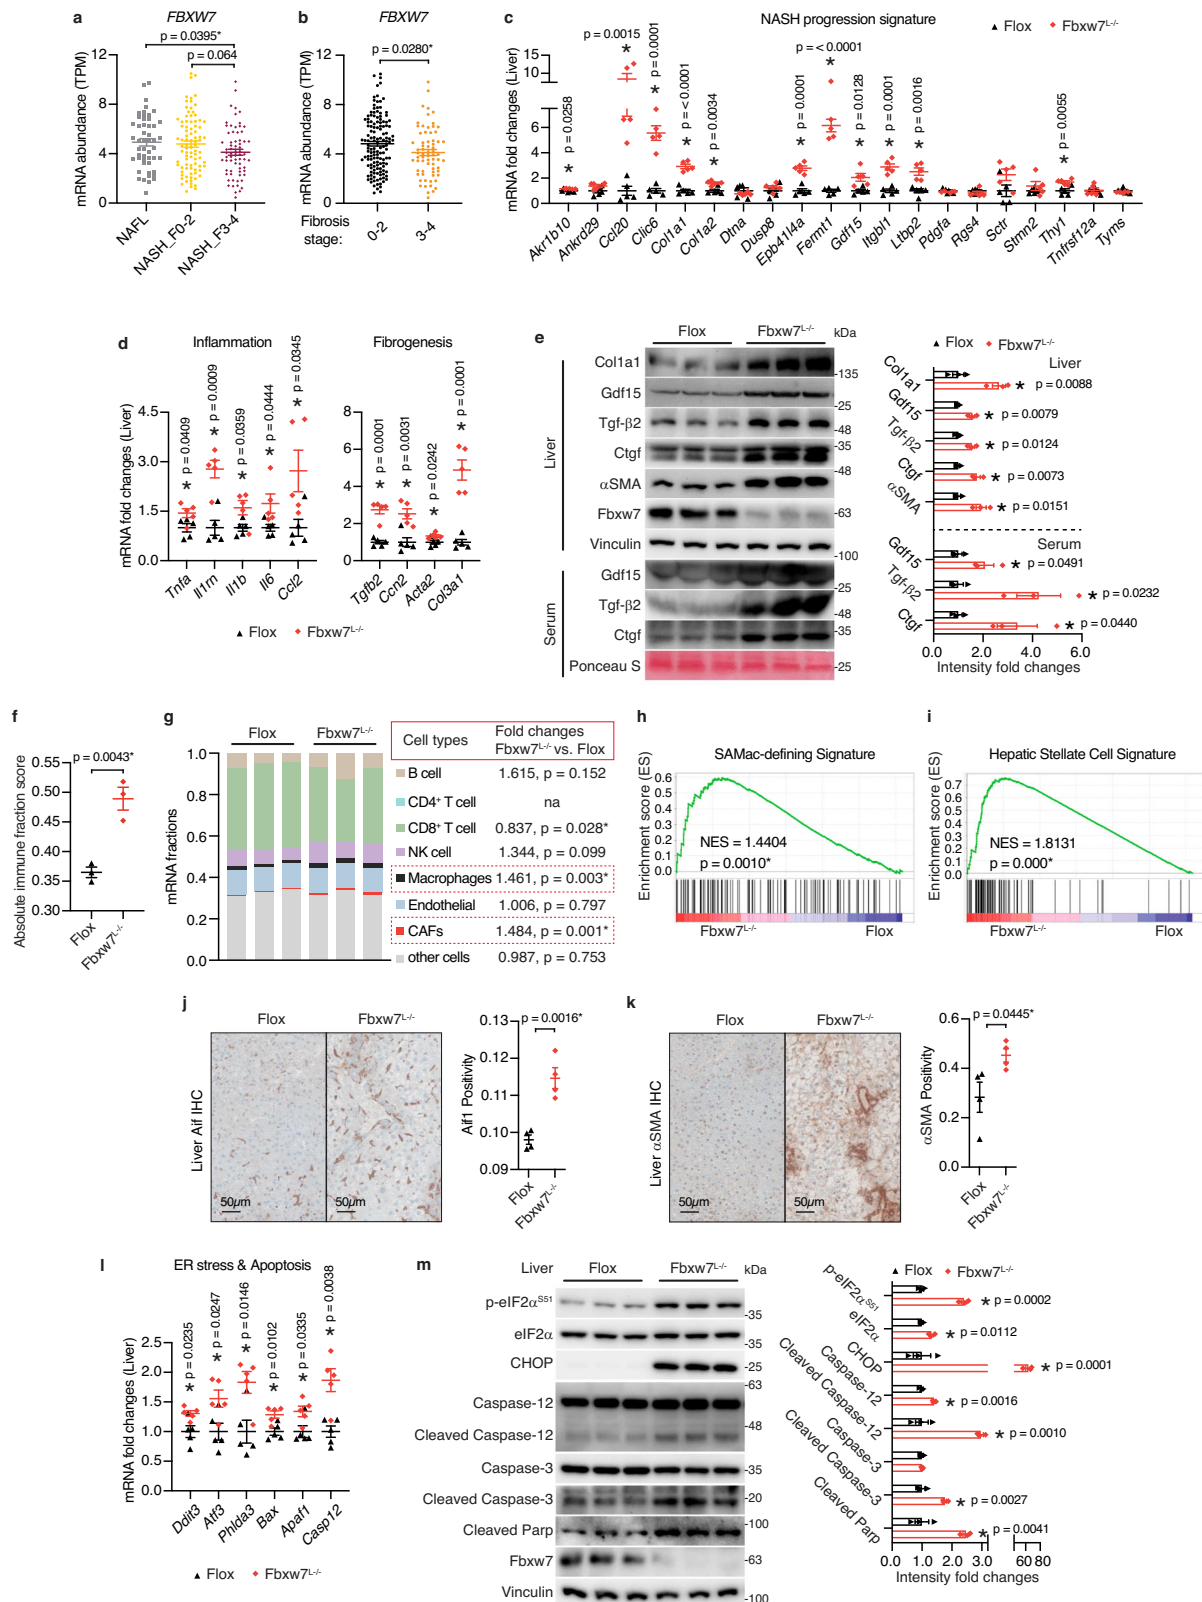 a
FBXW7
p = 0.0395*
p = 0.064
mRNA abundance (TPM)
12
8
4
0
NAFL
NASH_F0-2
NASH_F3-4
b
FBXW7
p = 0.0280*
mRNA abundance (TPM)
12
8
4
0
Fibrosis
stage:
0-2
3-4
c
NASH progression signature
Flox
Fbxw7L-/-
mRNA fold changes (Liver)
15
10
5
6
4
2
0
* p = 0.0258
p = 0.0015
*
* p = 0.0001
* p = < 0.0001
* p = 0.0034
* p = 0.0001
p = < 0.0001
*
* p = 0.0128
* p = 0.0001
* p = 0.0016
* p = 0.0055
Akr1b10
Ankrd29
Ccl20
Clic6
Col1a1
Col1a2
Dtna
Dusp8
Epb41l4a
Fermt1
Gdf15
Itgbl1
Ltbp2
Pdgfa
Rgs4
Sctr
Stmn2
Thy1
Tnfrsf12a
Tyms
d
Inflammation
mRNA fold changes (Liver)
4.5
3.0
1.5
0.0
* p = 0.0409
* p = 0.0009
* p = 0.0359
* p = 0.0444
* p = 0.0345
Tnfa
Il1rn
Il1b
Il6
Ccl2
Fibrogenesis
8
6
4
2
0
* p = 0.0001
* p = 0.0031
* p = 0.0242
* p = 0.0001
Tgfb2
Ccn2
Acta2
Col3a1
Flox
Fbxw7L-/-
e
Flox
Fbxw7L-/-
kDa
Liver
Col1a1
-135
Gdf15
-25
Tgf-β2
-48
Ctgf
-35
-48
αSMA
Fbxw7
-63
Vinculin
-100
Serum
Gdf15
-25
Tgf-β2
-48
Ctgf
-35
Ponceau S
-25
Flox
Fbxw7L-/-
Liver
Col1a1
* p = 0.0088
Gdf15
* p = 0.0079
Tgf-β2
* p = 0.0124
Ctgf
* p = 0.0073
αSMA
* p = 0.0151
Serum
Gdf15
* p = 0.0491
Tgf-β2
* p = 0.0232
Ctgf
* p = 0.0440
0.0
2.0
4.0
6.0
Intensity fold changes
f
p = 0.0043*
Absolute immune fraction score
0.55
0.50
0.45
0.40
0.35
0.30
Flox
Fbxw7L-/-
g
Flox
Fbxw7L-/-
mRNA fractions
1.0
0.8
0.6
0.4
0.2
0.0
Cell types
Fold changes
Fbxw7L-/- vs. Flox
B cell 1.615, p = 0.152
CD4+ T cell na
CD8+ T cell 0.837, p = 0.028*
NK cell 1.344, p = 0.099
Macrophages 1.461, p = 0.003*
Endothelial 1.006, p = 0.797
CAFs 1.484, p = 0.001*
other cells 0.987, p = 0.753
h
SAMac-defining Signature
Enrichment score (ES)
0.6
0.5
0.4
0.3
0.2
0.1
0.0
NES = 1.4404
p = 0.0010*
Fbxw7L-/-
Flox
i
Hepatic Stellate Cell Signature
Enrichment score (ES)
0.7
0.6
0.5
0.4
0.3
0.2
0.1
0.0
NES = 1.8131
p = 0.000*
Fbxw7L-/-
Flox
j
Flox
Fbxw7L-/-
Liver Aif IHC
50μm
50μm
p = 0.0016*
Aif1 Positivity
0.13
0.12
0.11
0.10
0.09
Flox
Fbxw7L-/-
k
Flox
Fbxw7L-/-
Liver αSMA IHC
50μm
50μm
p = 0.0445*
αSMA Positivity
0.6
0.4
0.2
0.0
Flox
Fbxw7L-/-
l
ER stress & Apoptosis
mRNA fold changes (Liver)
2.5
2.0
1.5
1.0
0.5
0.0
* p = 0.0235
* p = 0.0247
* p = 0.0146
* p = 0.0102
* p = 0.0335
* p = 0.0038
Ddit3
Atf3
Phlda3
Bax
Apaf1
Casp12
Flox
Fbxw7L-/-
m
Liver
Flox
Fbxw7L-/-
kDa
p-eIF2αS51
-35
eIF2α
-35
CHOP
-25
-63
Caspase-12
-48
Cleaved Caspase-12
Caspase-3
-35
Cleaved Caspase-3
-20
Cleaved Parp
-100
Fbxw7
-63
Vinculin
-100
Flox
Fbxw7L-/-
p-eIF2αS51
* p = 0.0002
eIF2α
* p = 0.0112
CHOP
* p = 0.0001
Caspase-12
* p = 0.0016
Cleaved Caspase-12
* p = 0.0010
Caspase-3
Cleaved Caspase-3
* p = 0.0027
Cleaved Parp
* p = 0.0041
0.0
1.0
2.0
3.0
60
80
Intensity fold changes